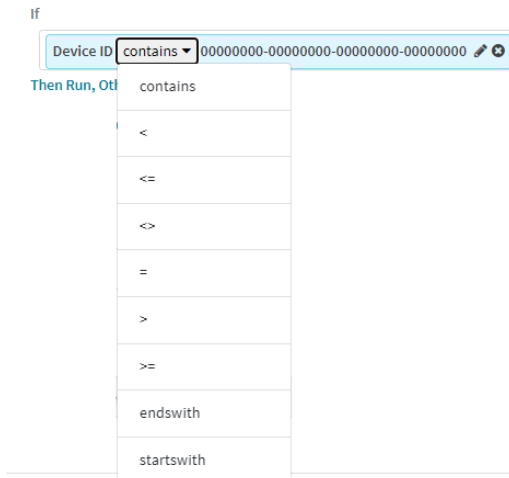 If
Device ID contains 00000000-00000000-00000000-00000000
Then Run, Oth
contains
<
<=
<>
=
>
>=
endswith
startswith